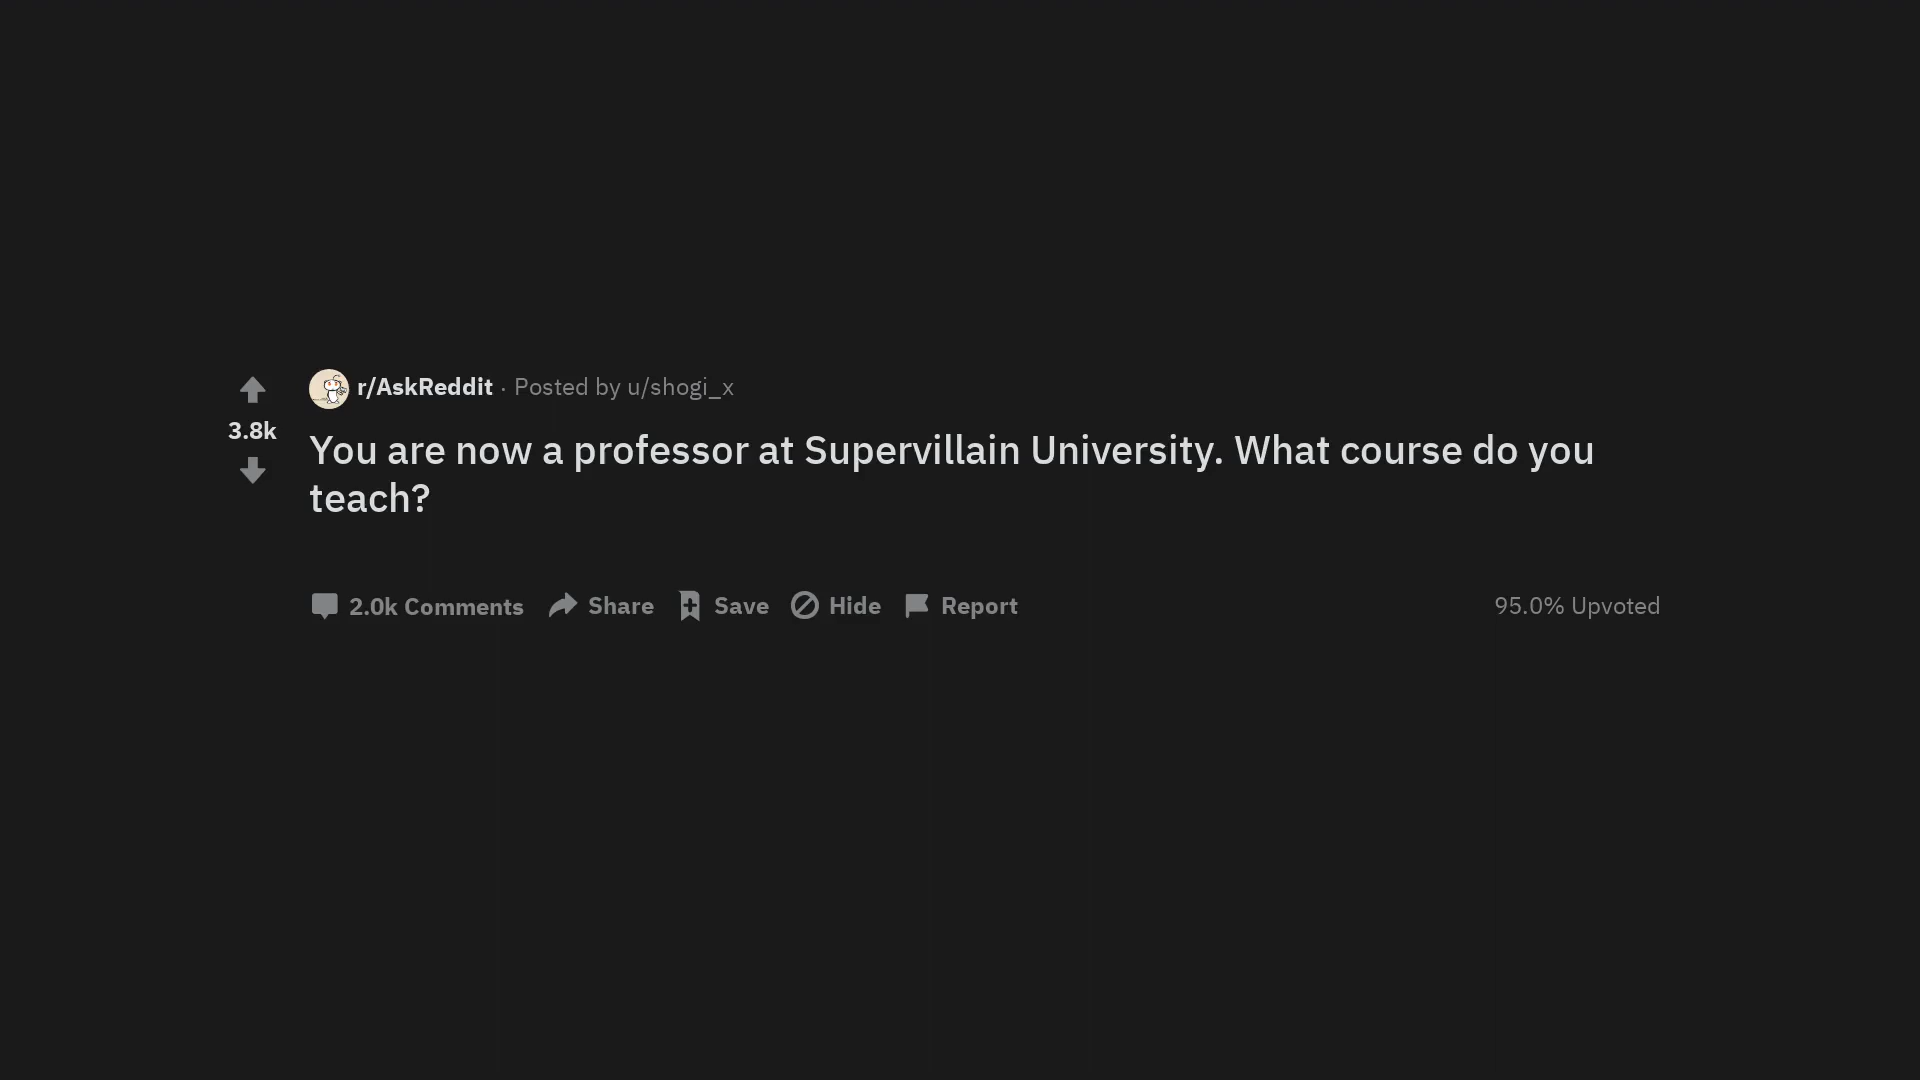 r/AskReddit · Posted by u/shogi_x
3.8k
You are now a professor at Supervillain University. What course do you
teach?
2.0k Comments Share Save Hide Report 95.0% Upvoted